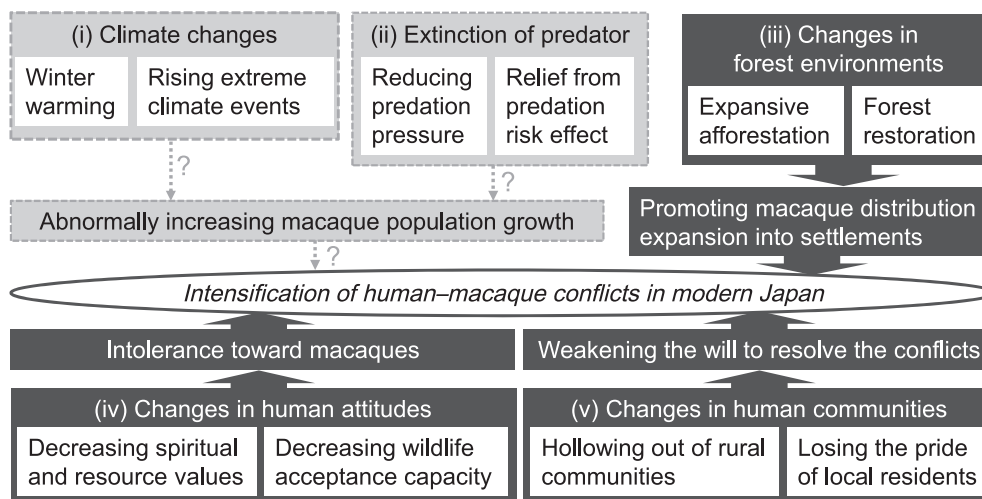 (i) Climate changes
Winter
warming
Rising extreme
climate events
(ii) Extinction of predator
Reducing
predation
pressure
Relief from
predation
risk effect
(iii) Changes in
forest environments
Expansive
afforestation
Forest
restoration
?
?
Abnormally increasing macaque population growth
Promoting macaque distribution
expansion into settlements
?
Intensification of human–macaque conflicts in modern Japan
Intolerance toward macaques
Weakening the will to resolve the conflicts
(iv) Changes in human attitudes
Decreasing spiritual
and resource values
Decreasing wildlife
acceptance capacity
(v) Changes in human communities
Hollowing out of rural
communities
Losing the pride
of local residents